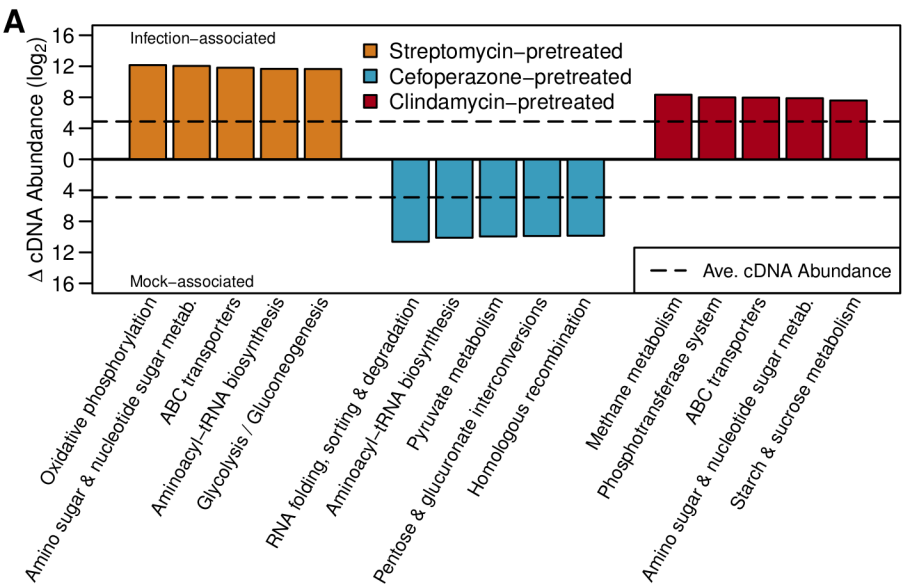 A
Infection−associated
Streptomycin−pretreated
Cefoperazone−pretreated
Clindamycin−pretreated
Δ cDNA Abundance (log2)
16
12
8
4
0
4
8
12
16
Mock−associated
Ave. cDNA Abundance
Oxidative phosphorylation
Amino sugar & nucleotide sugar metab.
ABC transporters
Aminoacyl−tRNA biosynthesis
Glycolysis / Gluconeogenesis
RNA folding, sorting & degradation
Aminoacyl−tRNA biosynthesis
Pyruvate metabolism
Pentose & glucuronate interconversions
Homologous recombination
Methane metabolism
Phosphotransferase system
ABC transporters
Amino sugar & nucleotide sugar metab.
Starch & sucrose metabolism